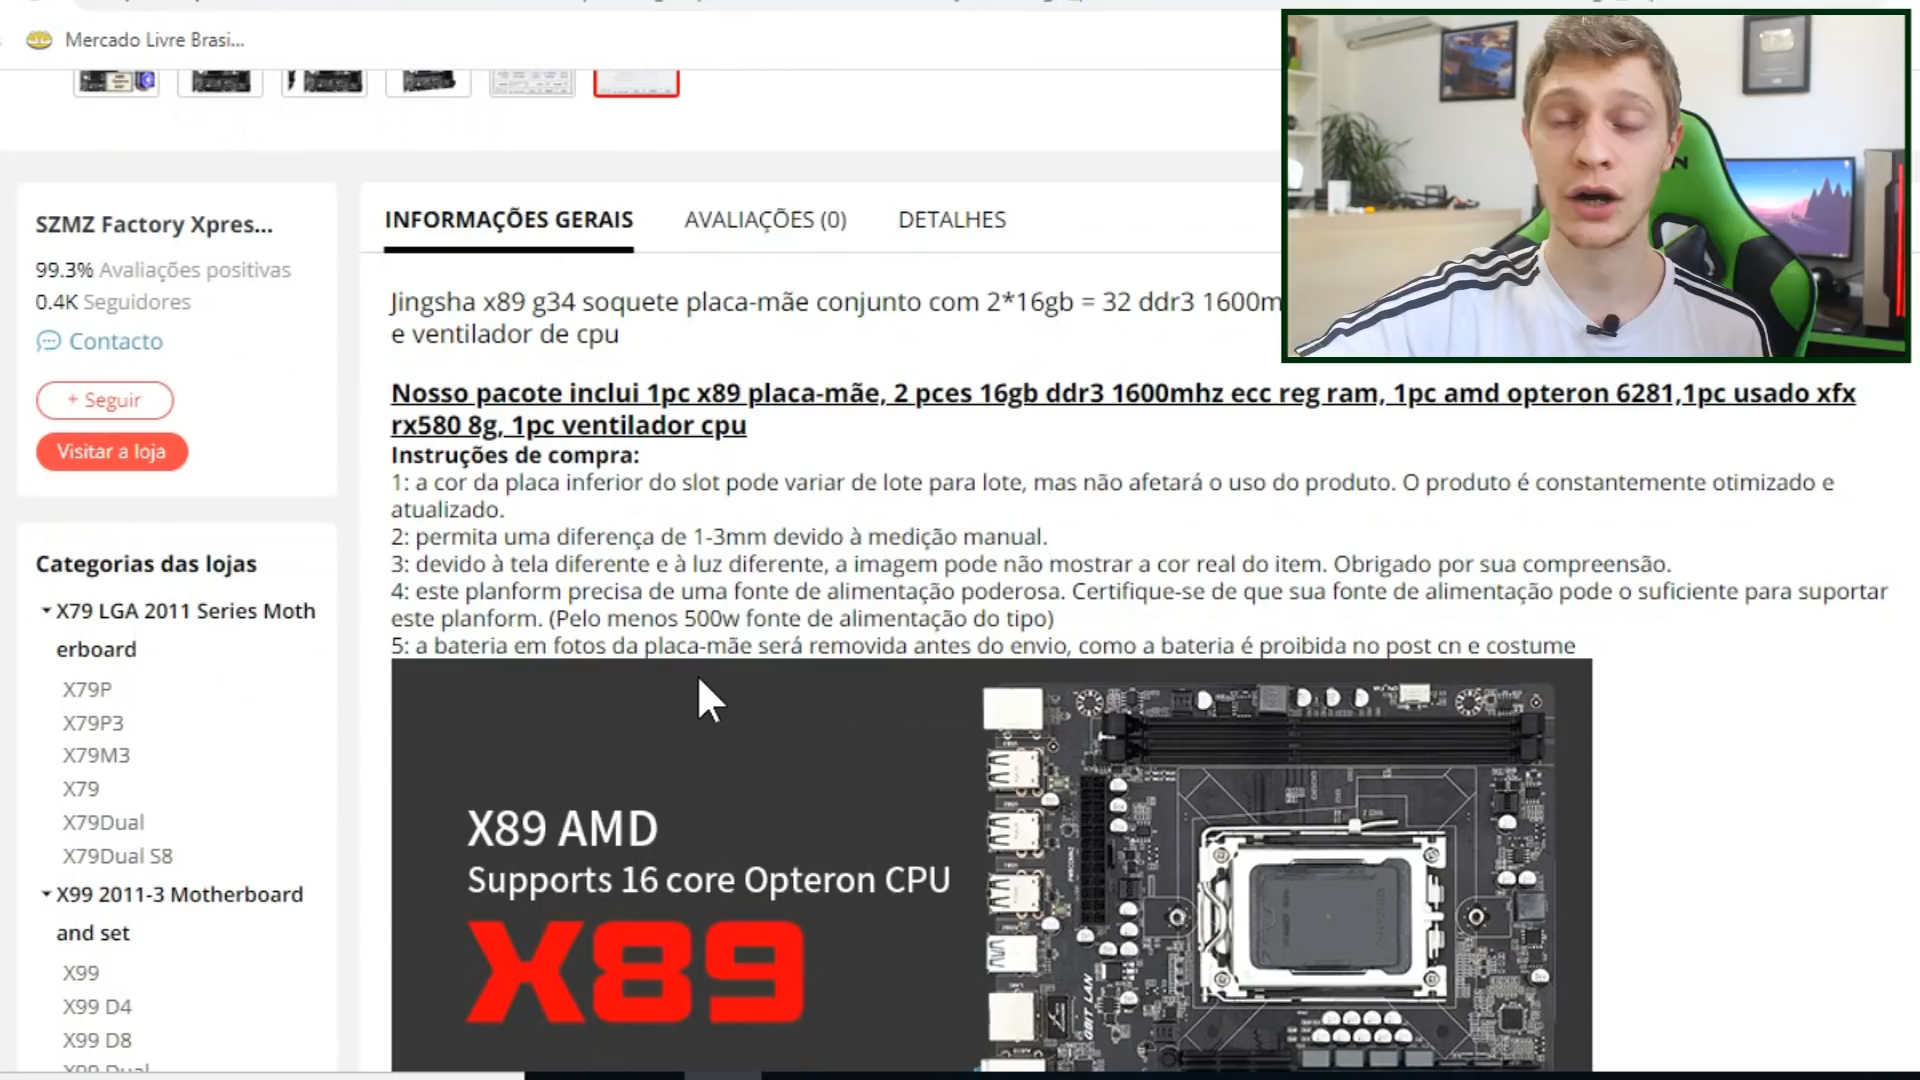 Mercado Livre Brasi...
SZMZ Factory Xpres...
99.3% Avaliações positivas
0.4K Seguidores
Contacto
+ Seguir
Visitar a loja
Categorias das lojas
X79 LGA 2011 Series Moth
erboard
X79P
X79P3
X79M3
X79
X79Dual
X79Dual S8
X99 2011-3 Motherboard
and set
X99
X99 D4
X99 D8
X99 Dual
INFORMAÇÕES GERAIS
AVALIAÇÕES (0)
DETALHES
Jingsha x89 g34 soquete placa-mãe conjunto com 2*16gb = 32 ddr3 1600m
e ventilador de cpu
Nosso pacote inclui 1pc x89 placa-mãe, 2 pces 16gb ddr3 1600mhz ecc reg ram, 1pc amd opteron 6281,1pc usado xfx
rx580 8g, 1pc ventilador cpu
Instruções de compra:
1: a cor da placa inferior do slot pode variar de lote para lote, mas não afetará o uso do produto. O produto é constantemente otimizado e
atualizado.
2: permita uma diferença de 1-3mm devido à medição manual.
3: devido à tela diferente e à luz diferente, a imagem pode não mostrar a cor real do item. Obrigado por sua compreensão.
4: este planform precisa de uma fonte de alimentação poderosa. Certifique-se de que sua fonte de alimentação pode o suficiente para suportar
este planform. (Pelo menos 500w fonte de alimentação do tipo)
5: a bateria em fotos da placa-mãe será removida antes do envio, como a bateria é proibida no post cn e costume
X89 AMD
Supports 16 core Opteron CPU
X89
GBIT LAN
N